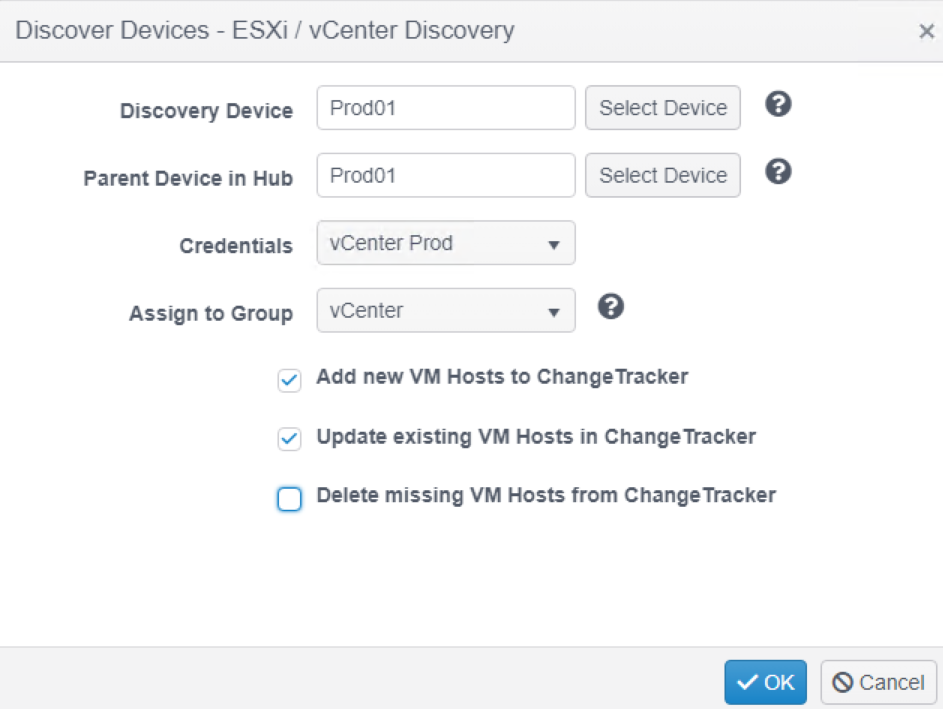 Discover Devices - ESXi / vCenter Discovery
Discovery Device Prod01 Select Device
Parent Device in Hub Prod01 Select Device
Credentials vCenter Prod
Assign to Group vCenter
Add new VM Hosts to ChangeTracker
Update existing VM Hosts in ChangeTracker
Delete missing VM Hosts from ChangeTracker
OK Cancel